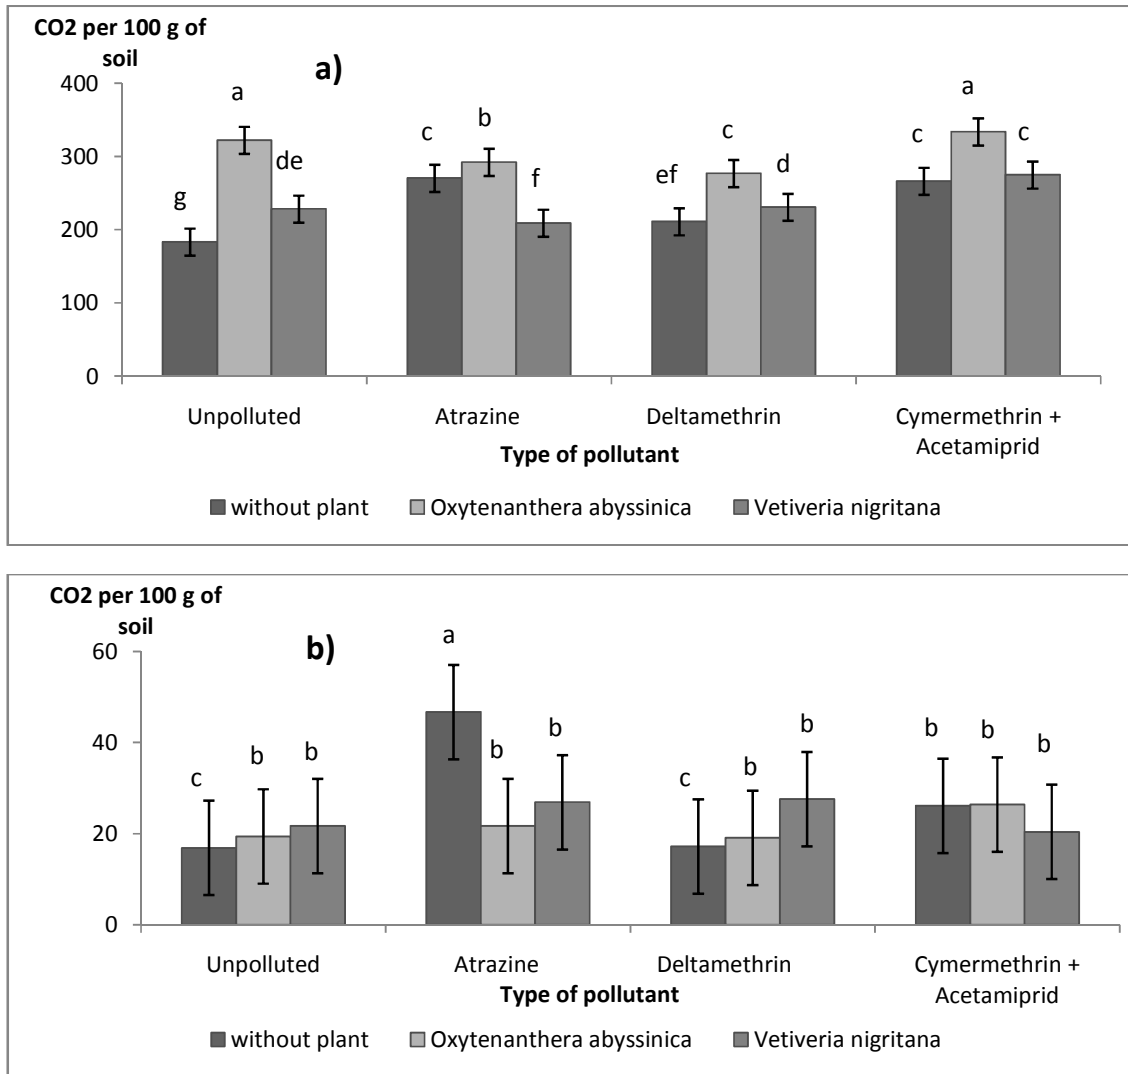 CO2 per 100 g of
soil
a)
400
300
200
100
0
g
a
de
c
b
f
ef
c
d
c
a
c
Unpolluted
Atrazine
Deltamethrin
Cymermethrin +
Acetamiprid
Type of pollutant
without plant
Oxytenanthera abyssinica
Vetiveria nigritana
CO2 per 100 g of
soil
b)
60
40
20
0
c
b
b
a
b
b
c
b
b
b
b
b
Unpolluted
Atrazine
Deltamethrin
Cymermethrin +
Acetamiprid
Type of pollutant
without plant
Oxytenanthera abyssinica
Vetiveria nigritana